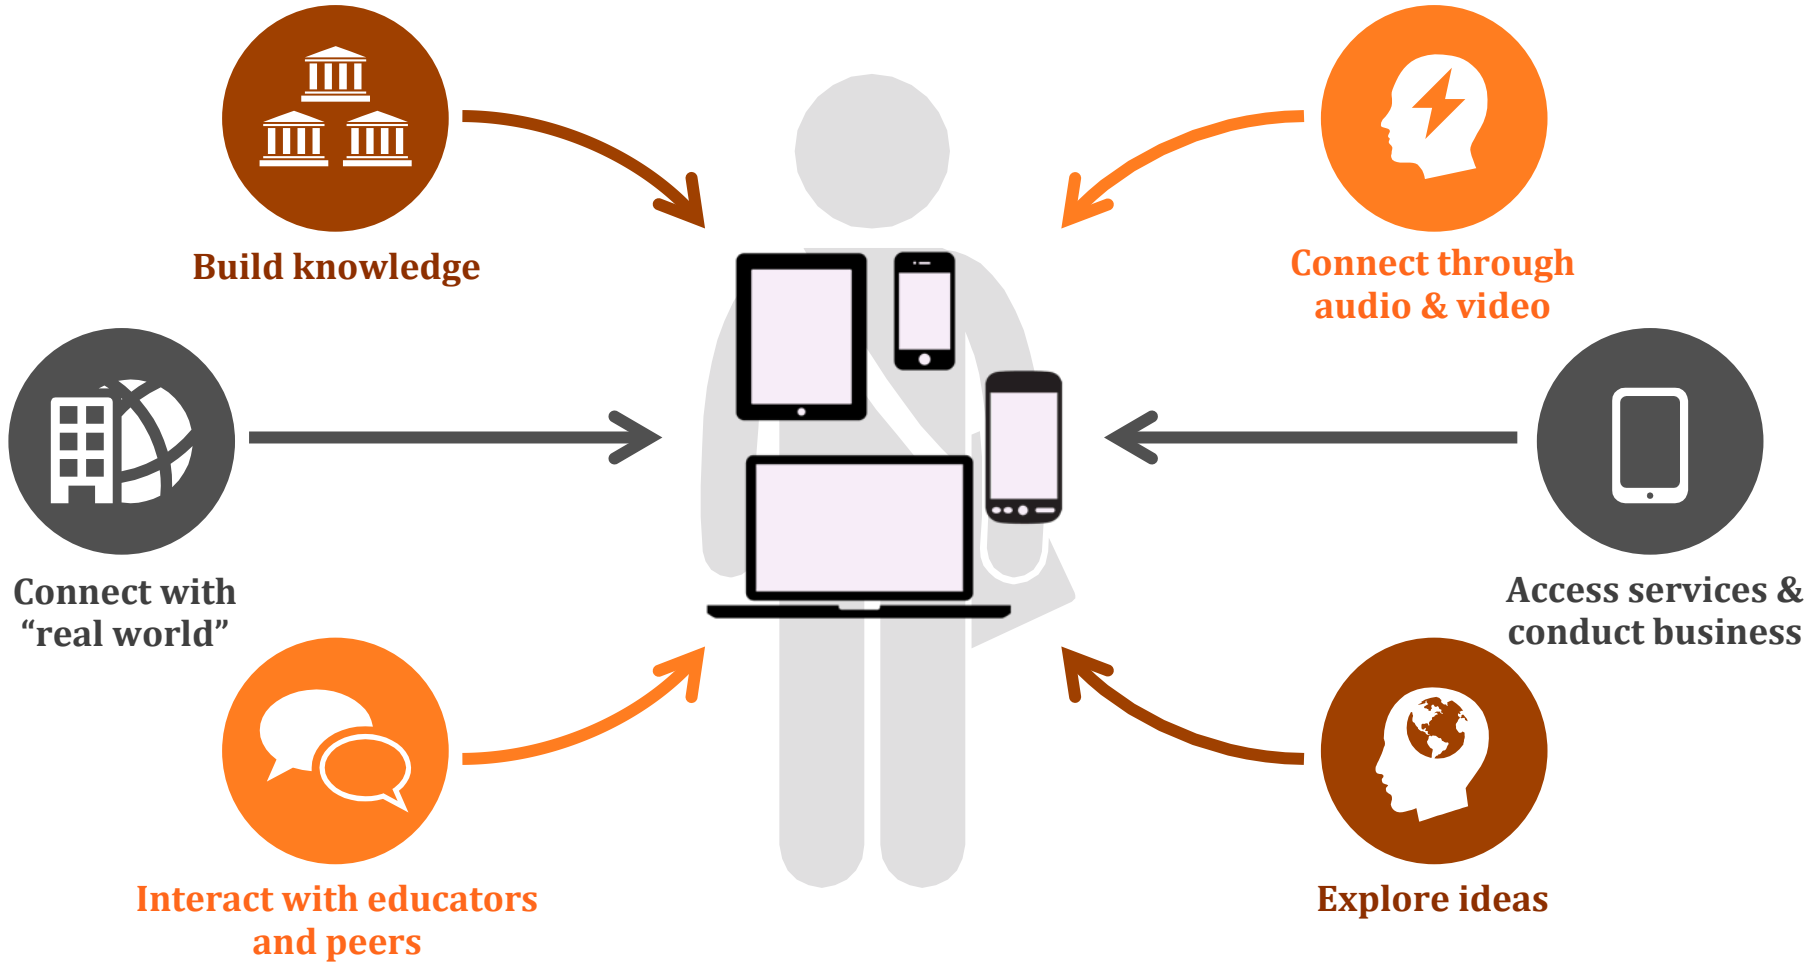 Build knowledge
Connect through
audio & video
Connect with
“real world”
Access services &
conduct business
Interact with educators
and peers
Explore ideas